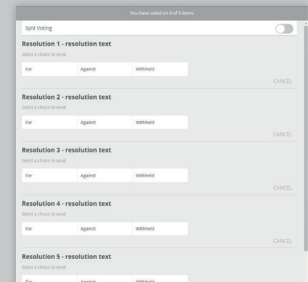 You have voted on 0 of 5 items
Split Voting
Resolution 1 - resolution text
Select a choice to send
For Against Withheld
CANCEL
Resolution 2 - resolution text
Select a choice to send
For Against Withheld
CANCEL
Resolution 3 - resolution text
Select a choice to send
For Against Withheld
CANCEL
Resolution 4 - resolution text
Select a choice to send
For Against Withheld
CANCEL
Resolution 5 - resolution text
Select a choice to send
For Against Withheld